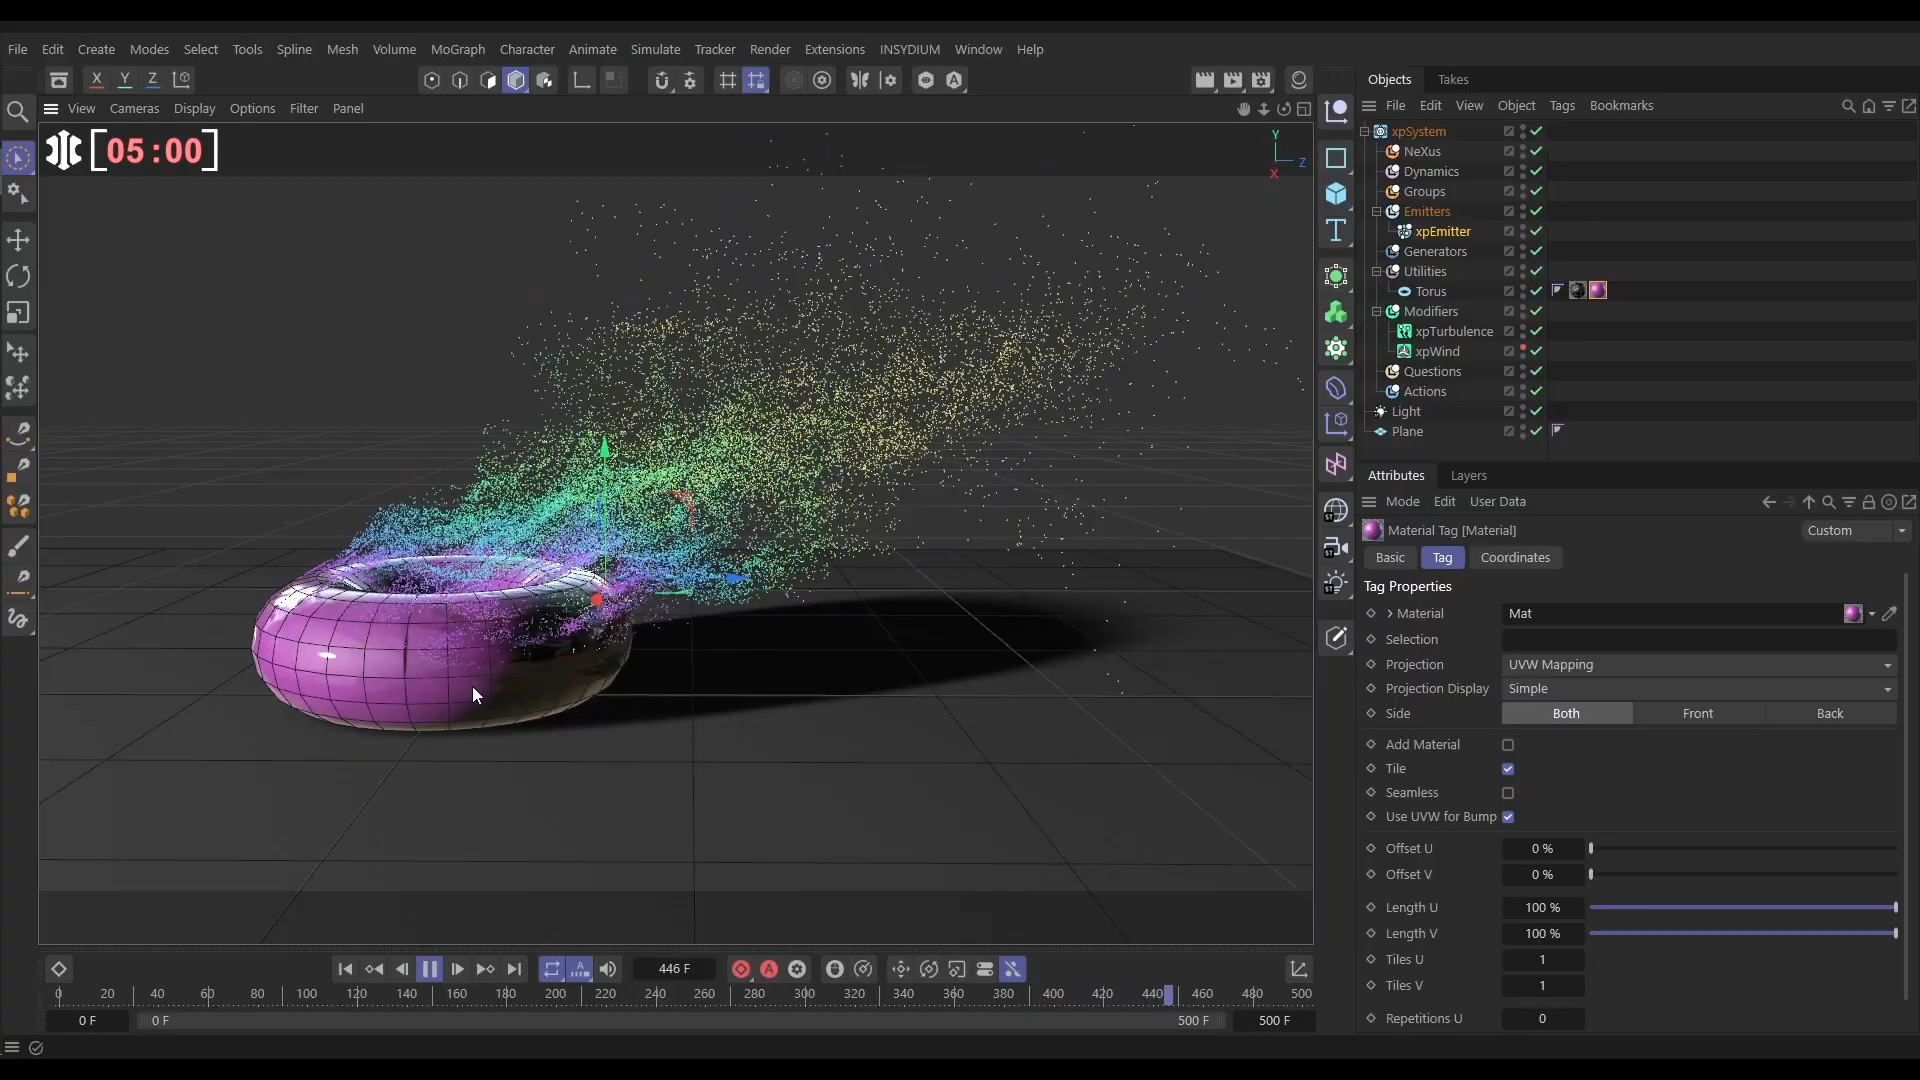 File Edit Create Modes Select Tools Spline Mesh Volume MoGraph Character Animate Simulate Tracker Render Extensions INSYDIUM Window Help
X Y Z
View Cameras Display Options Filter Panel
[05:00]
Y
Z
X
Objects Takes
File Edit View Object Tags Bookmarks
xpSystem
NeXus
Dynamics
Groups
Emitters
xpEmitter
Generators
Utilities
Torus
Modifiers
xpTurbulence
xpWind
Questions
Actions
Light
Plane
Attributes Layers
Mode Edit User Data
Material Tag [Material] Custom
Basic Tag Coordinates
Tag Properties
Material Mat
Selection
Projection UVW Mapping
Projection Display Simple
Side Both Front Back
Add Material
Tile
Seamless
Use UVW for Bump
Offset U 0 %
Offset V 0 %
Length U 100 %
Length V 100 %
Tiles U 1
Tiles V 1
Repetitions U 0
446 F
0 20 40 60 80 100 120 140 160 180 200 220 240 260 280 300 320 340 360 380 400 420 440 460 480 500
0 F 0 F 500 F 500 F